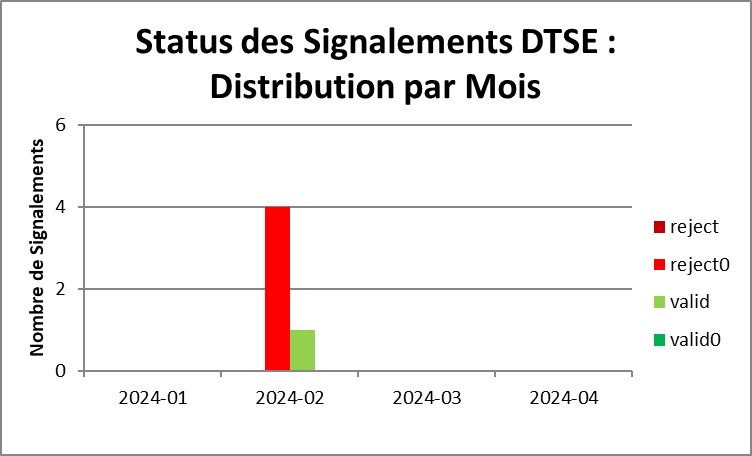 Status des Signalements DTSE :
Distribution par Mois
Nombre de Signalements
6
4
2
0
2024-01
2024-02
2024-03
2024-04
reject
reject0
valid
valid0